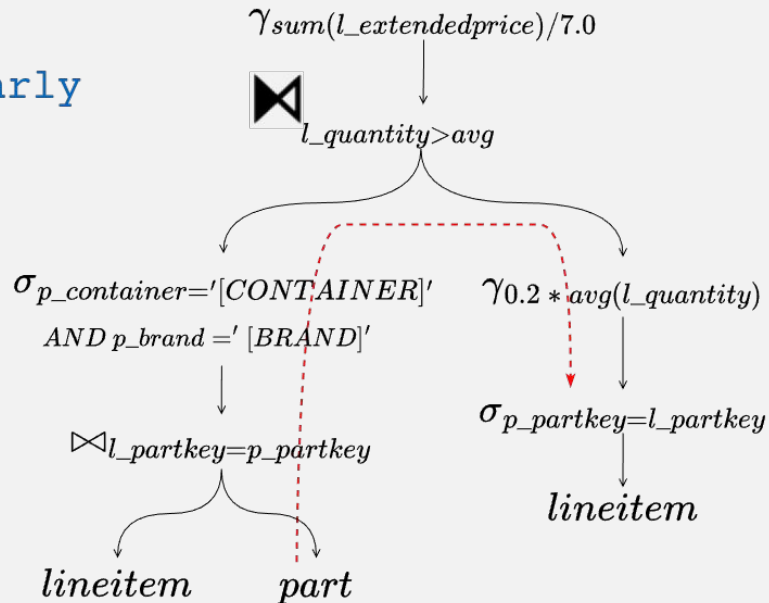 γsum(l_extendedprice)/7.0
arly
⧑l_quantity>avg
σp_container='[CONTAINER]'
AND p_brand =' [BRAND]'
γ0.2 * avg(l_quantity)
σp_partkey=l_partkey
⋈l_partkey=p_partkey
lineitem
lineitem
part